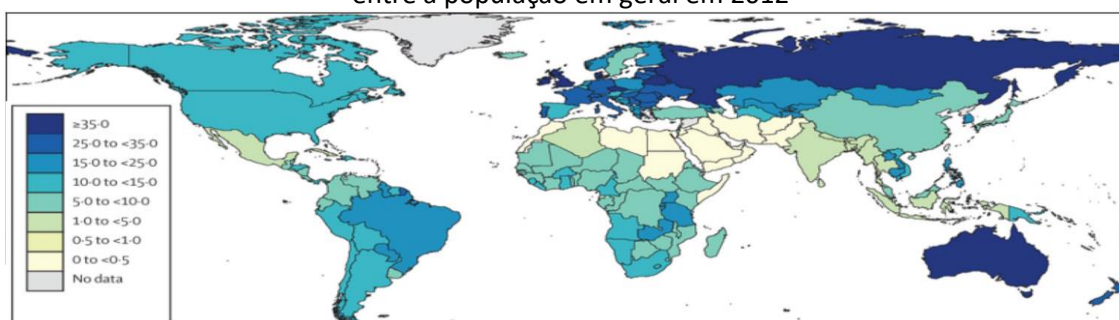 entre a população em geral em 2012
≥35·0
25·0 to <35·0
15·0 to <25·0
10·0 to <15·0
5·0 to <10·0
1·0 to <5·0
0·5 to <1·0
0 to <0·5
No data